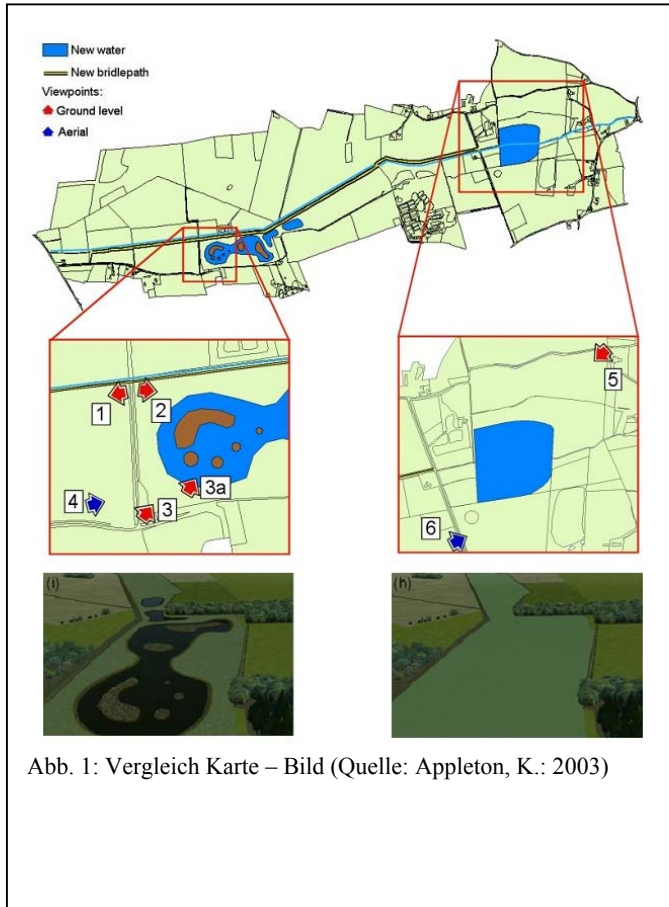 New water
New bridlepath
Viewpoints:
Ground level
Aerial
1
2
3a
4
3
5
6
(i)
(h)
Abb. 1: Vergleich Karte – Bild (Quelle: Appleton, K.: 2003)